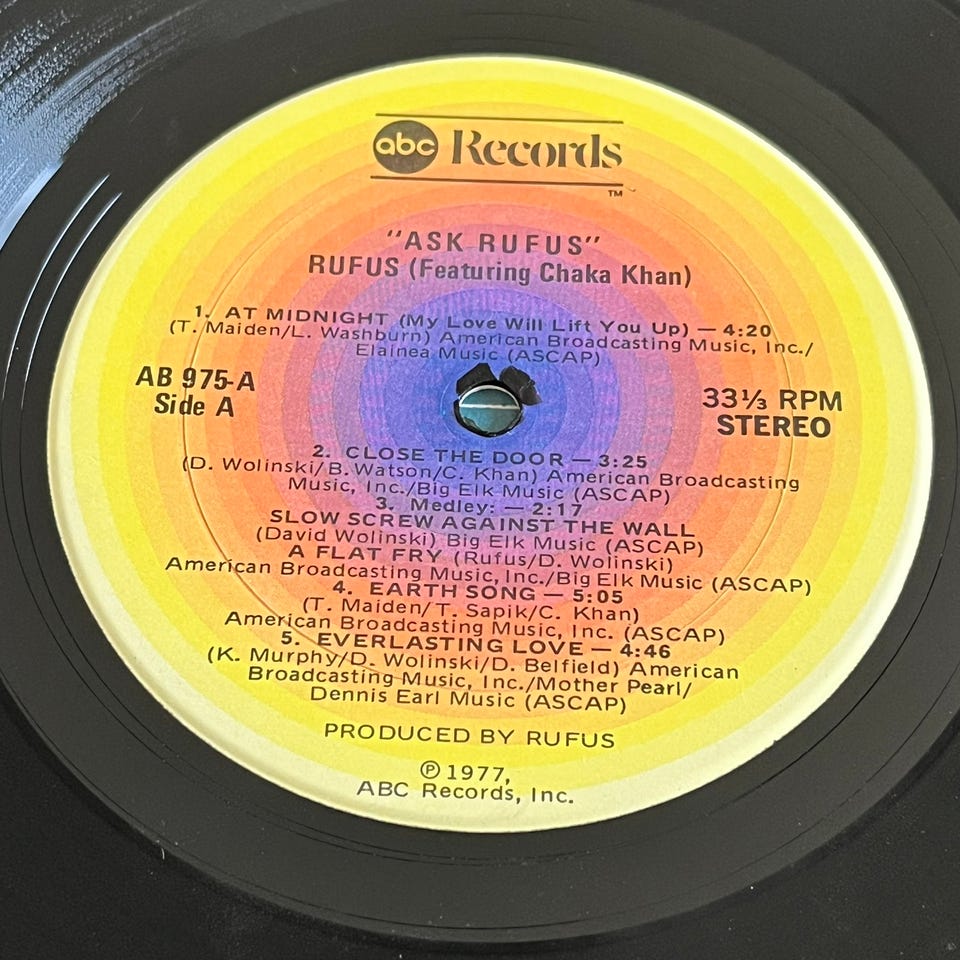 abc Records
TM
"ASK RUFUS"
RUFUS (Featuring Chaka Khan)
1. AT MIDNIGHT (My Love Will Lift You Up) — 4:20
(T. Maiden/L. Washburn) American Broadcasting Music, Inc./
Elainea Music (ASCAP)
AB 975-A
Side A
33⅓ RPM
STEREO
2. CLOSE THE DOOR — 3:25
(D. Wolinski/B. Watson/C. Khan) American Broadcasting
Music, Inc./Big Elk Music (ASCAP)
3. Medley: — 2:17
SLOW SCREW AGAINST THE WALL
(David Wolinski) Big Elk Music (ASCAP)
A FLAT FRY (Rufus/D. Wolinski)
American Broadcasting Music, Inc./Big Elk Music (ASCAP)
4. EARTH SONG — 5:05
(T. Maiden/T. Sapik/C. Khan)
American Broadcasting Music, Inc. (ASCAP)
5. EVERLASTING LOVE — 4:46
(K. Murphy/D. Wolinski/D. Belfield) American
Broadcasting Music, Inc./Mother Pearl/
Dennis Earl Music (ASCAP)
PRODUCED BY RUFUS
℗ 1977,
ABC Records, Inc.